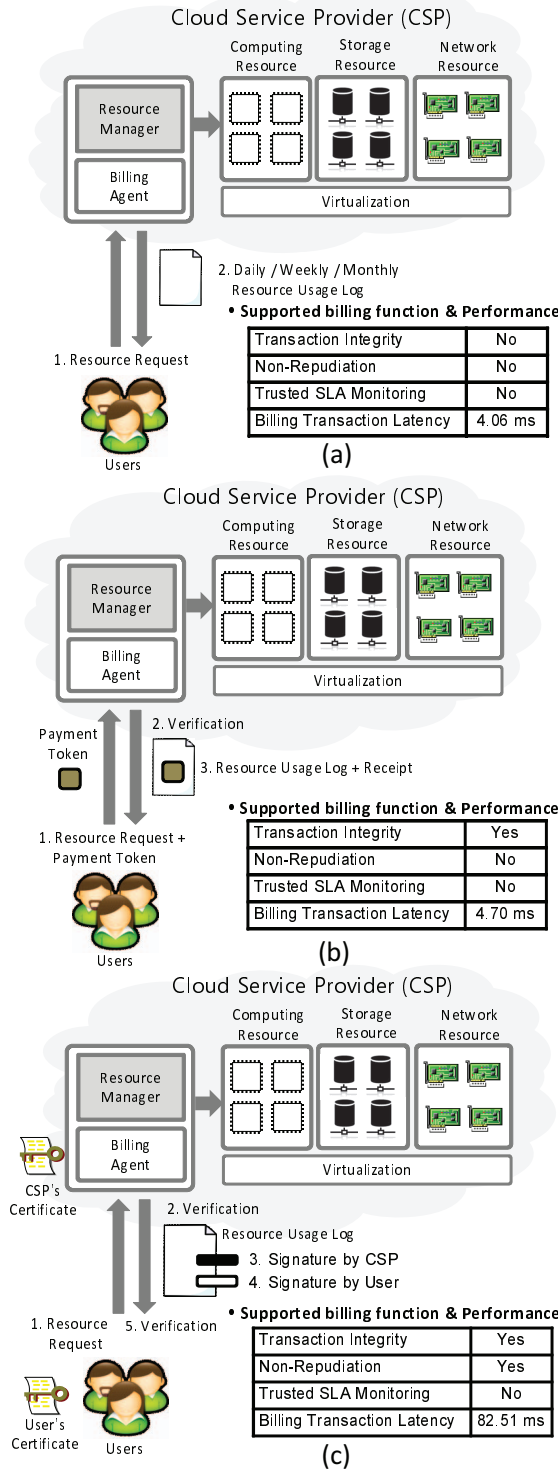 Cloud Service Provider (CSP)
Computing
Resource
Storage
Resource
Network
Resource
Resource
Manager
Billing
Agent
Virtualization
2. Daily / Weekly / Monthly
Resource Usage Log
1. Resource Request
Users
• Supported billing function & Performance
Transaction Integrity No
Non-Repudiation No
Trusted SLA Monitoring No
Billing Transaction Latency 4.06 ms
(a)
Cloud Service Provider (CSP)
Computing
Resource
Storage
Resource
Network
Resource
Resource
Manager
Billing
Agent
Virtualization
Payment
Token
2. Verification
3. Resource Usage Log + Receipt
1. Resource Request +
Payment Token
Users
• Supported billing function & Performance
Transaction Integrity Yes
Non-Repudiation No
Trusted SLA Monitoring No
Billing Transaction Latency 4.70 ms
(b)
Cloud Service Provider (CSP)
Computing
Resource
Storage
Resource
Network
Resource
Resource
Manager
Billing
Agent
Virtualization
CSP's
Certificate
2. Verification
Resource Usage Log
3. Signature by CSP
4. Signature by User
1. Resource
Request
5. Verification
User's
Certificate
Users
• Supported billing function & Performance
Transaction Integrity Yes
Non-Repudiation Yes
Trusted SLA Monitoring No
Billing Transaction Latency 82.51 ms
(c)